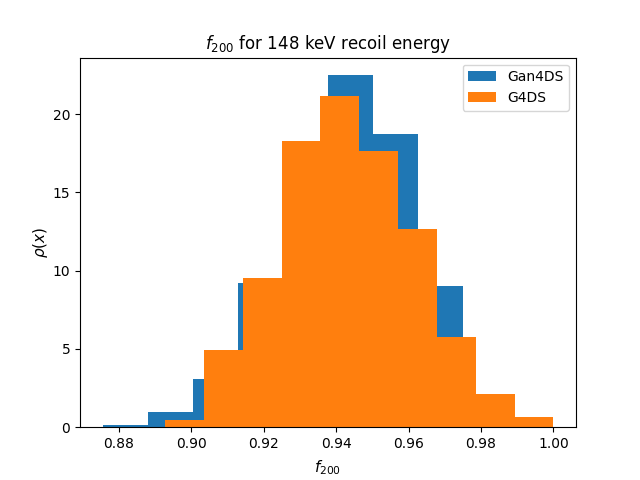 f₂₀₀ for 148 keV recoil energy
Gan4DS
G4DS
ρ(x)
20
15
10
5
0
0.88 0.90 0.92 0.94 0.96 0.98 1.00
f₂₀₀